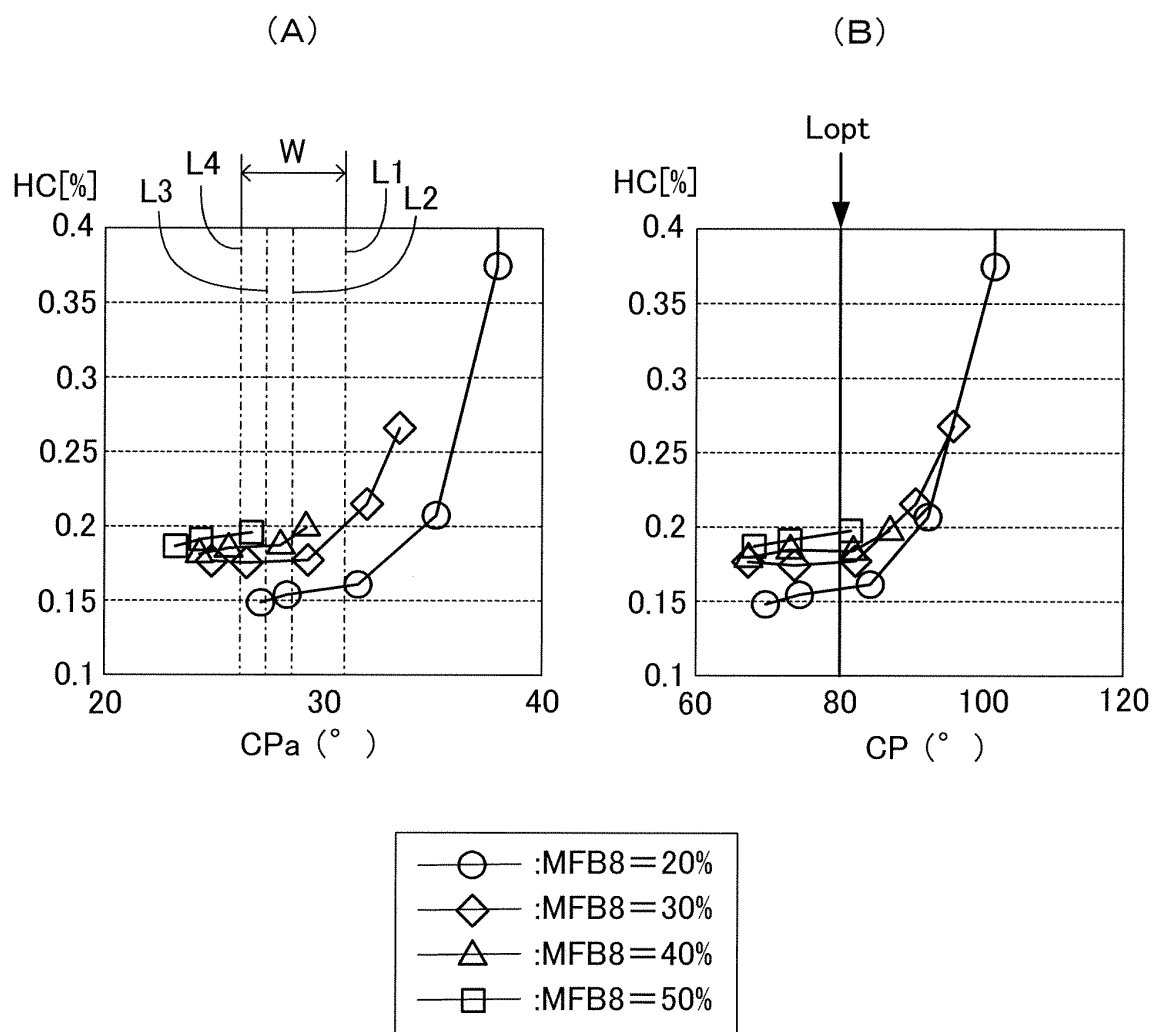 (A)
(B)
Lopt
W
L4
L1
HC[%]
L3
L2
HC[%]
0.4
0.35
0.3
0.25
0.2
0.15
0.1
20
30
40
CPa (° )
0.4
0.35
0.3
0.25
0.2
0.15
0.1
60
80
100
120
CP (° )
:MFB8=20%
:MFB8=30%
:MFB8=40%
:MFB8=50%